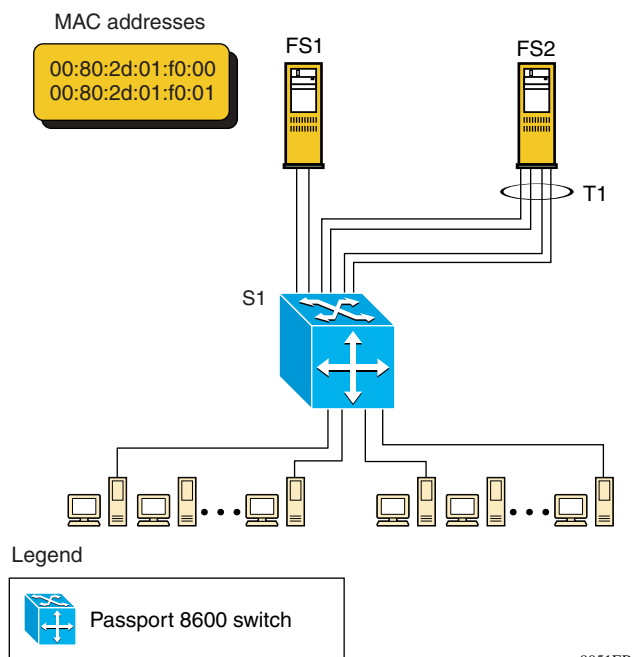 MAC addresses
00:80:2d:01:f0:00
00:80:2d:01:f0:01
FS1
FS2
T1
S1
Legend
Passport 8600 switch